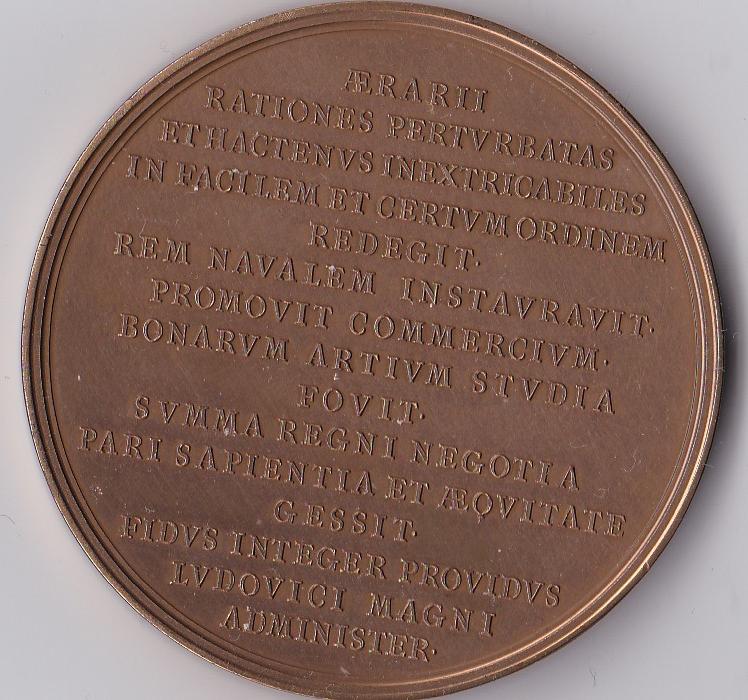 ÆRARII
RATIONES PERTVRBATAS
ET HACTENVS INEXTRICABILES
IN FACILEM ET CERTVM ORDINEM
REDEGIT.
REM NAVALEM INSTAVRAVIT.
PROMOVIT COMMERCIVM.
BONARVM ARTIVM STVDIA
FOVIT.
SVMMA REGNI NEGOTIA
PARI SAPIENTIA ET ÆQVITATE
GESSIT.
FIDVS INTEGER PROVIDVS
LVDOVICI MAGNI
ADMINISTER.